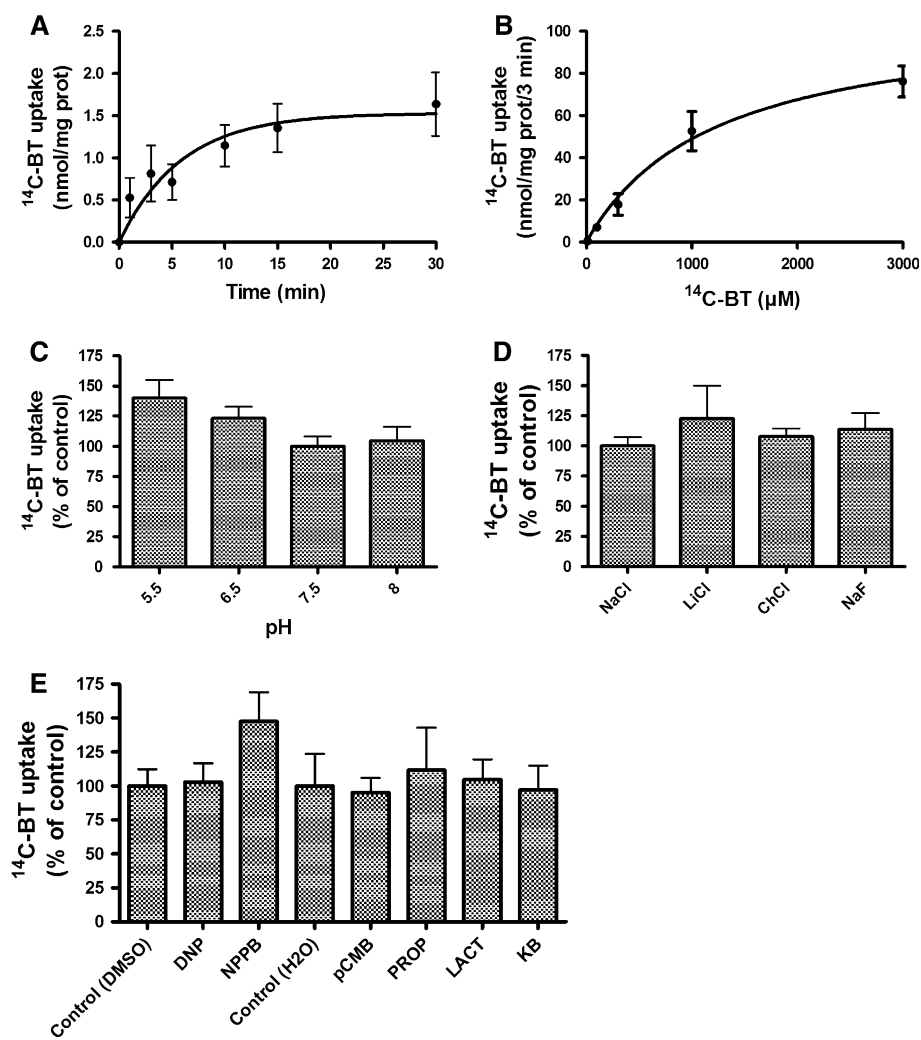 A
2.5
2.0
1.5
1.0
0.5
0.0
¹⁴C-BT uptake
(nmol/mg prot)
0 5 10 15 20 25 30
Time (min)
B
100
80
60
40
20
0
¹⁴C-BT uptake
(nmol/mg prot/3 min)
0 1000 2000 3000
¹⁴C-BT (µM)
C
175
150
125
100
75
50
25
0
¹⁴C-BT uptake
(% of control)
5.5 6.5 7.5 8
pH
D
175
150
125
100
75
50
25
0
¹⁴C-BT uptake
(% of control)
NaCl LiCl ChCl NaF
E
175
150
125
100
75
50
25
0
¹⁴C-BT uptake
(% of control)
Control (DMSO) DNP NPPB Control (H2O) pCMB PROP LACT KB